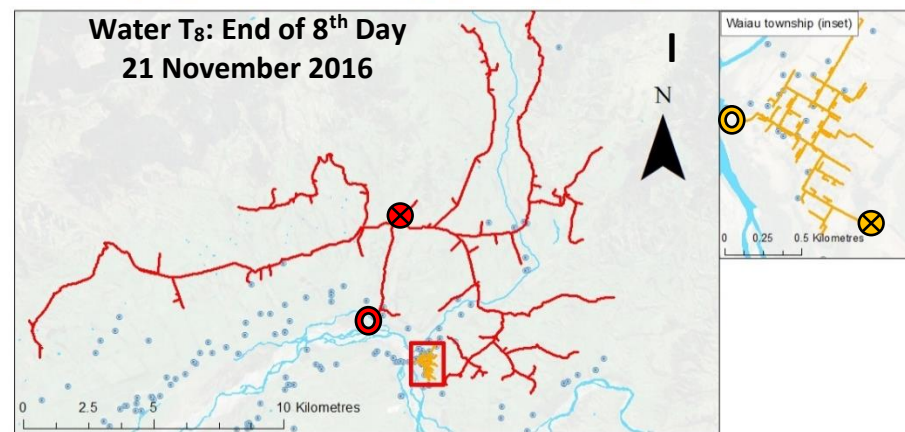 Water T₈: End of 8ᵗʰ Day
21 November 2016
I
N
0 2.5 5 10 Kilometres
Waiau township (inset)
0 0.25 0.5 Kilometres